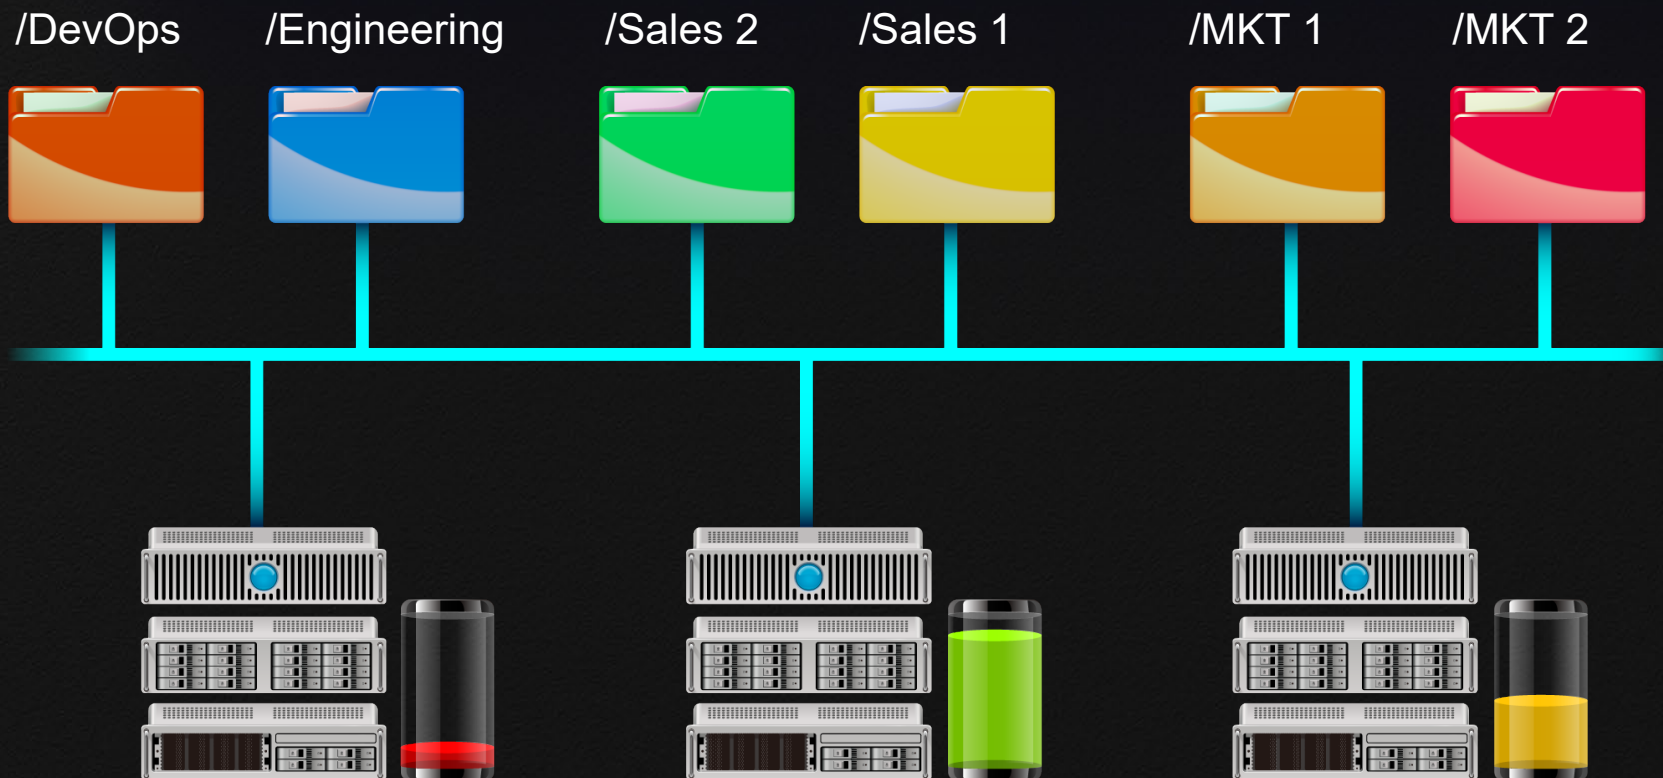 /DevOps
/Engineering
/Sales 2
/Sales 1
/MKT 1
/MKT 2